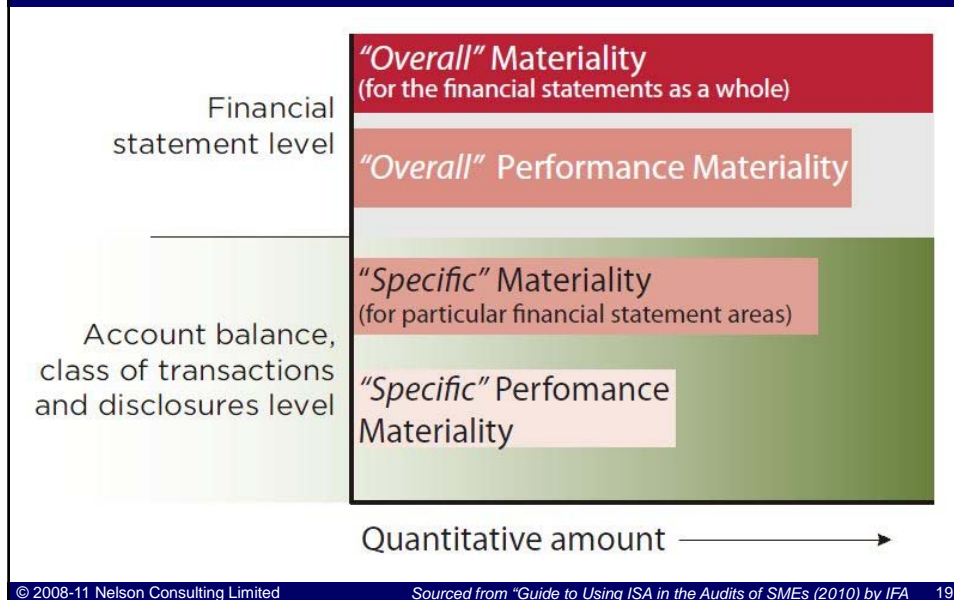 Financial
statement level
“Overall” Materiality
(for the financial statements as a whole)
“Overall” Performance Materiality
Account balance,
class of transactions
and disclosures level
“Specific” Materiality
(for particular financial statement areas)
“Specific” Perfomance
Materiality
Quantitative amount
© 2008-11 Nelson Consulting Limited
Sourced from “Guide to Using ISA in the Audits of SMEs (2010) by IFA 19